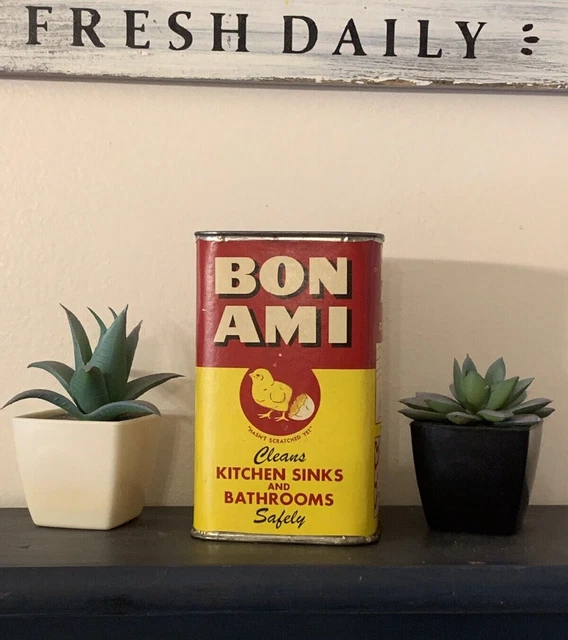 FRESH DAILY
BON
AMI
"HASN'T SCRATCHED YET"
Cleans
KITCHEN SINKS
AND
BATHROOMS
Safely